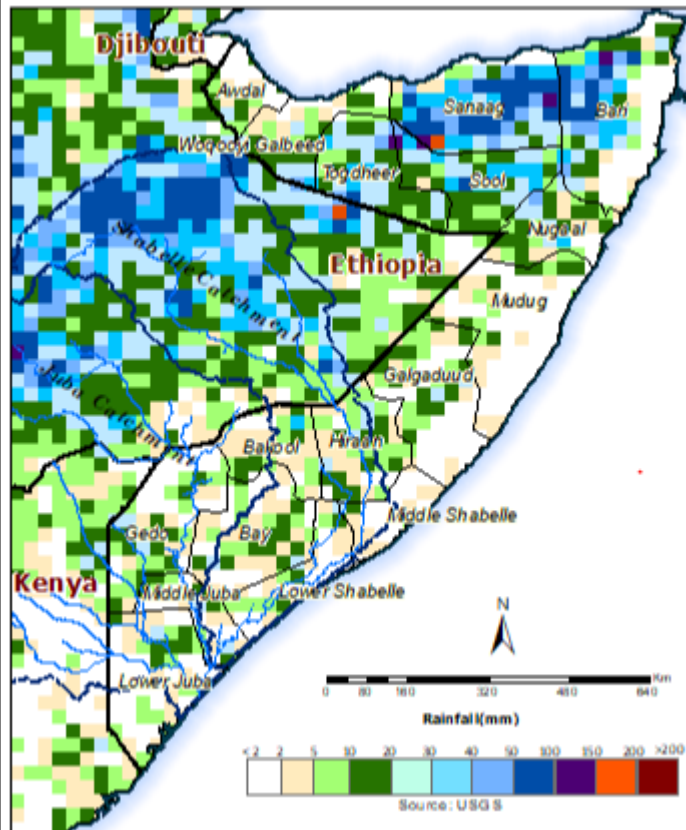 Djibouti
Awdal
Sanaag
Bari
Woqooyi Galbeed
Togdheer
Sool
Nugaal
Shabelle Catchment
Ethiopia
Mudug
Juba Catchment
Galgaduud
Bakool
Hiraan
Middle Shabelle
Gedo
Bay
Kenya
Middle Juba
Lower Shabelle
Lower Juba
N
Km
0 80 160 320 480 640
Rainfall(mm)
<2 2 5 10 20 30 40 50 100 150 200 >200
Source: USGS